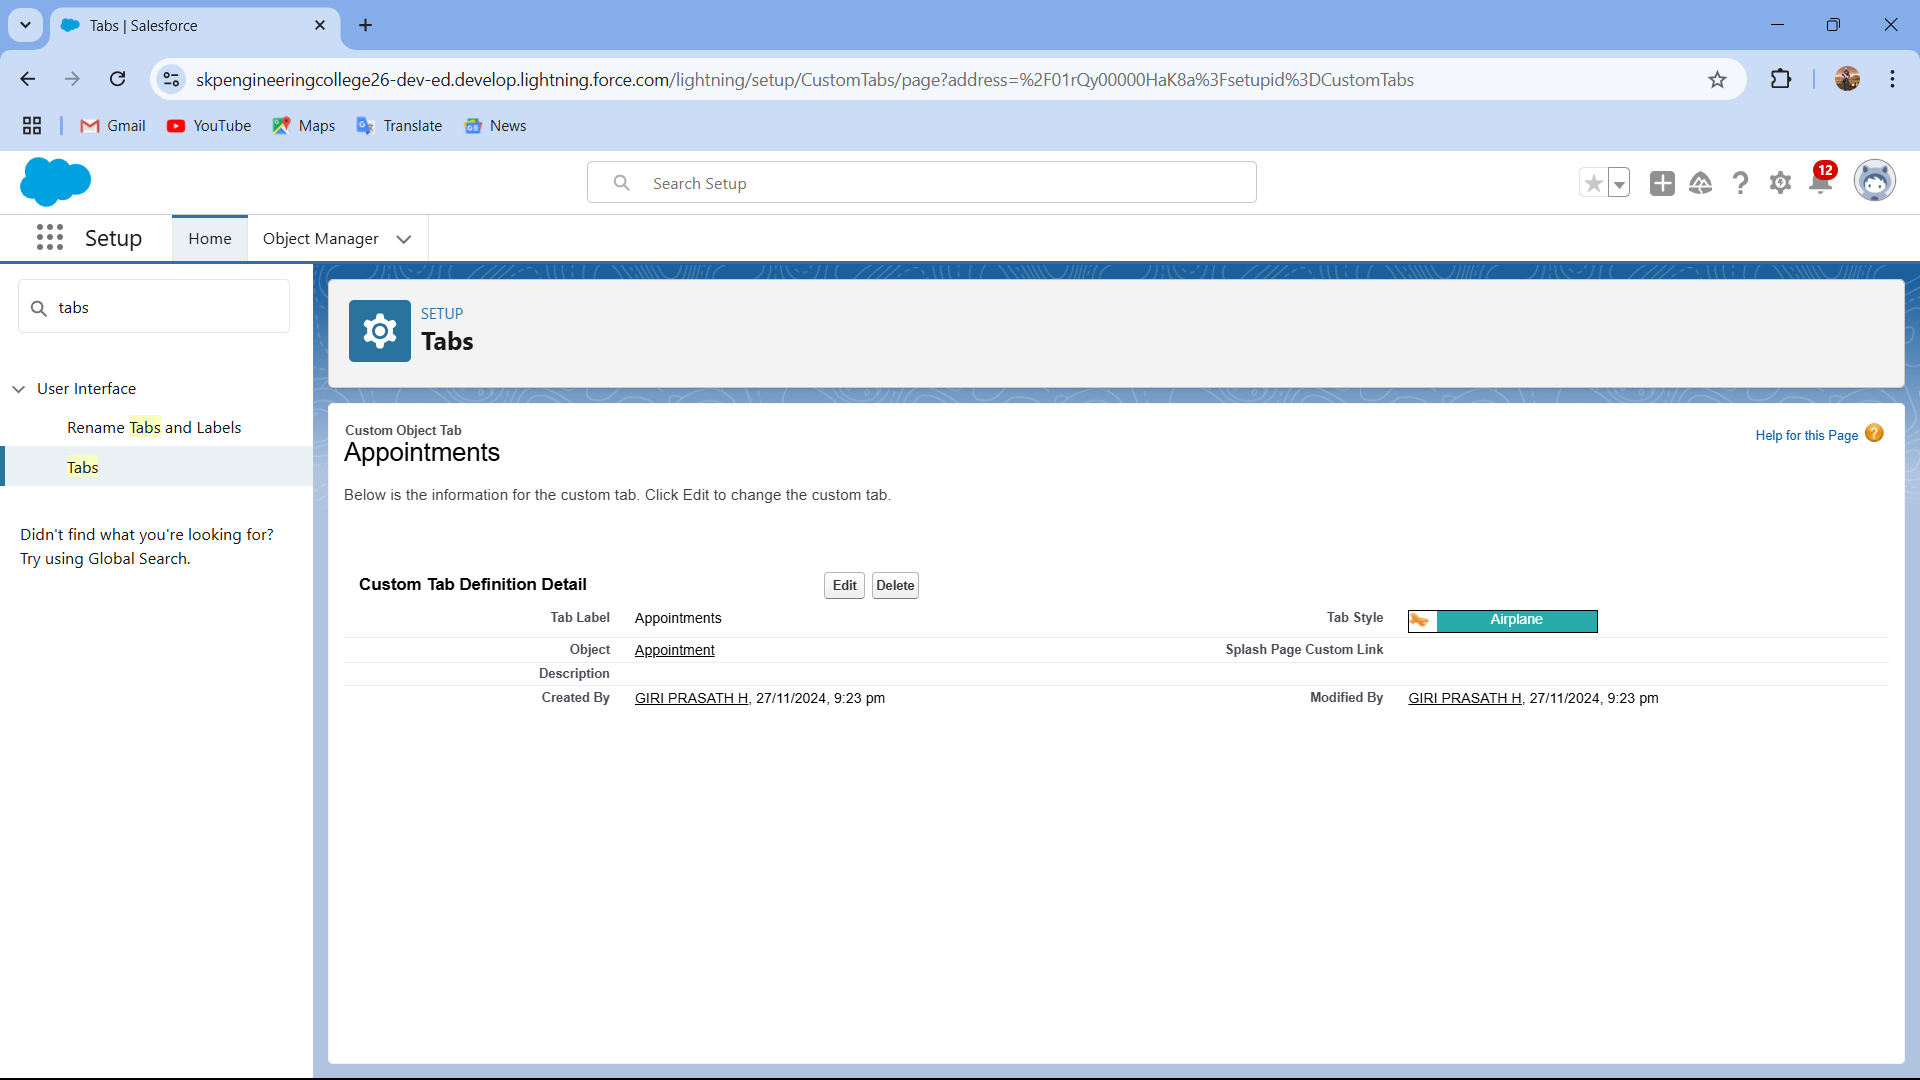 Tabs | Salesforce
skpengineeringcollege26-dev-ed.develop.lightning.force.com/lightning/setup/CustomTabs/page?address=%2F01rQy00000HaK8a%3Fsetupid%3DCustomTabs
Gmail YouTube Maps Translate News
Search Setup
12
Setup Home Object Manager
tabs
User Interface
Rename Tabs and Labels
Tabs
Didn't find what you're looking for?
Try using Global Search.
SETUP
Tabs
Custom Object Tab
Appointments
Help for this Page ?
Below is the information for the custom tab. Click Edit to change the custom tab.
Custom Tab Definition Detail Edit Delete
Tab Label Appointments Tab Style Airplane
Object Appointment Splash Page Custom Link
Description
Created By GIRI PRASATH H, 27/11/2024, 9:23 pm Modified By GIRI PRASATH H, 27/11/2024, 9:23 pm